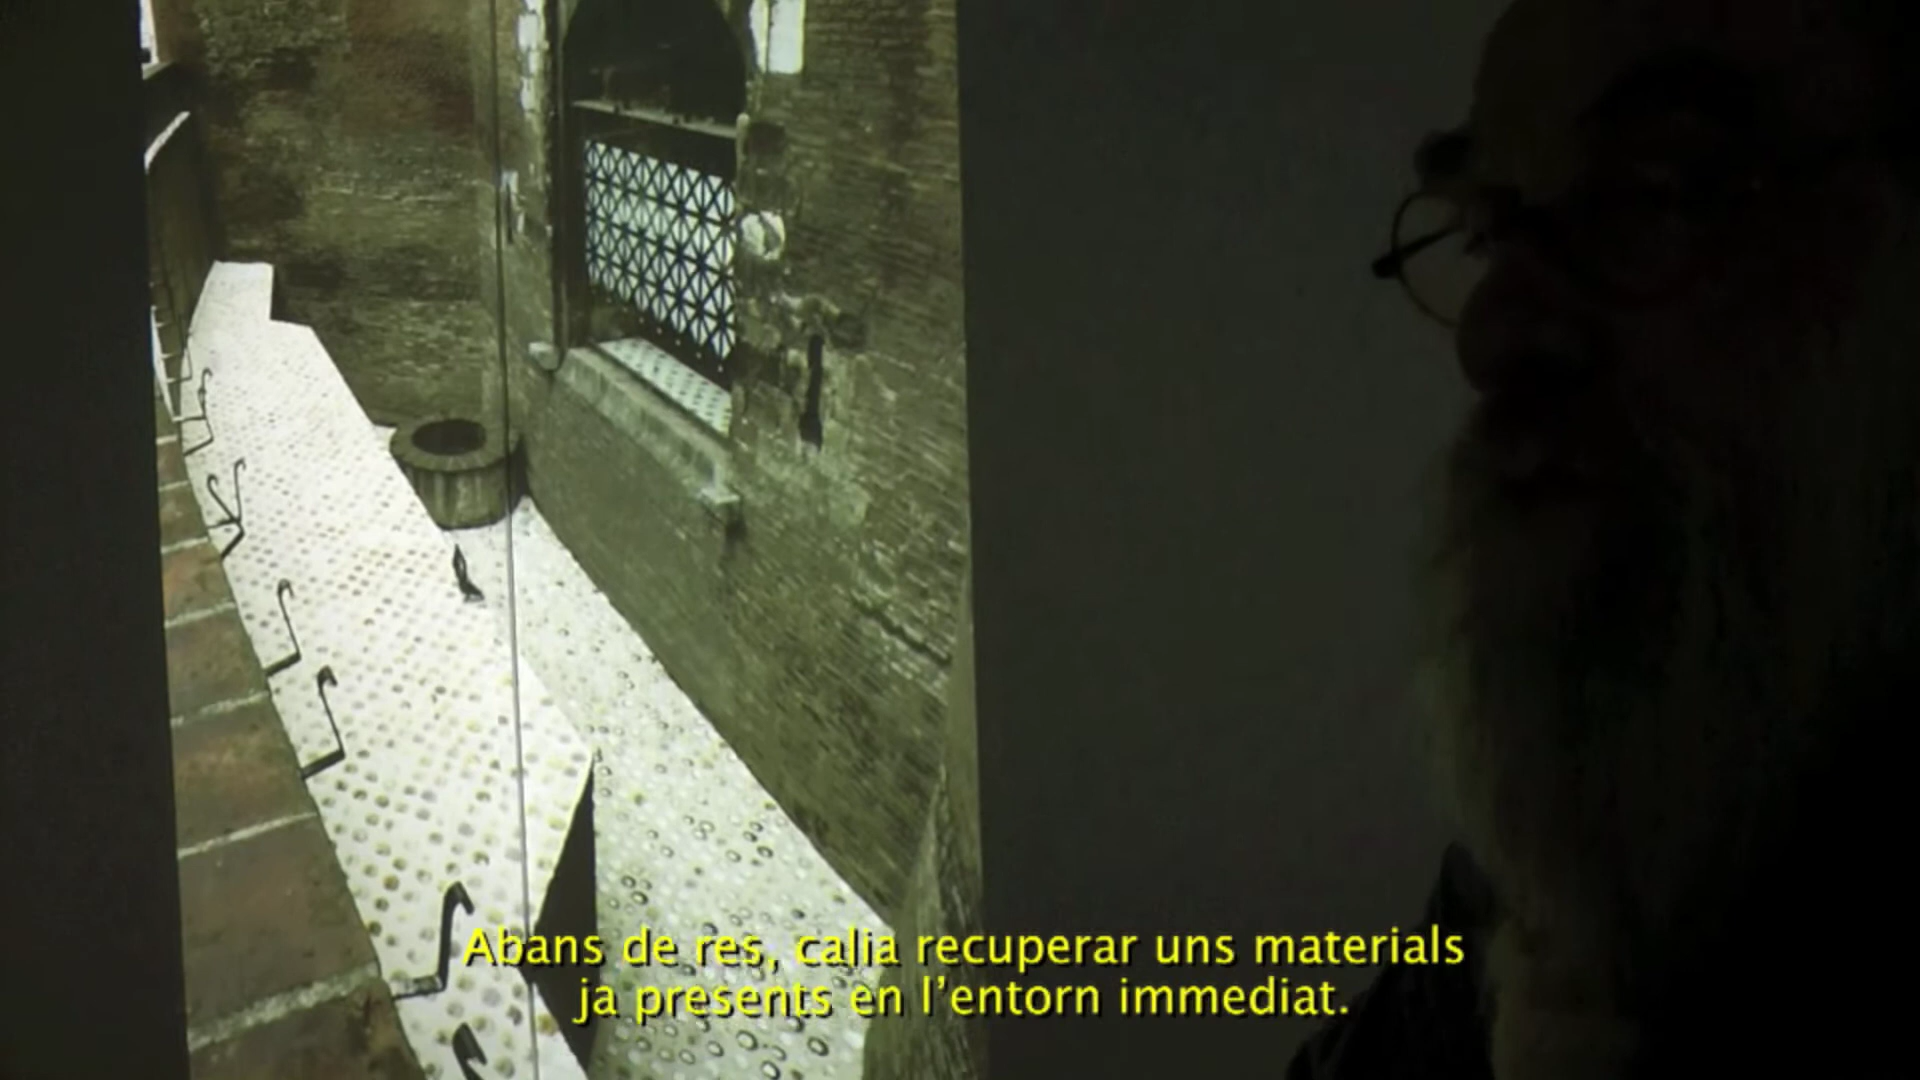 Abans de res, calia recuperar uns materials
ja presents en l’entorn immediat.